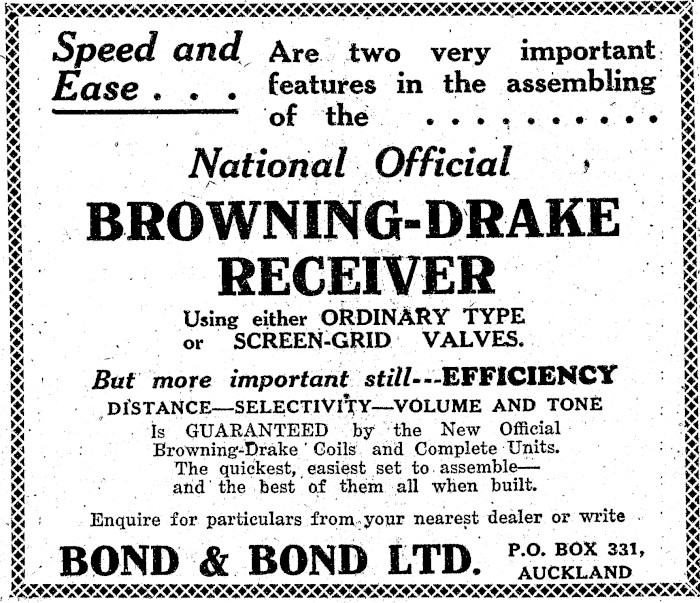 Speed and
Ease . . .
Are two very important
features in the assembling
of the . . . . . . . . . .
National Official
BROWNING-DRAKE
RECEIVER
Using either ORDINARY TYPE
or SCREEN-GRID VALVES.
But more important still---EFFICIENCY
DISTANCE—SELECTIVITY—VOLUME AND TONE
Is GUARANTEED by the New Official
Browning-Drake Coils and Complete Units.
The quickest, easiest set to assemble—
and the best of them all when built.
Enquire for particulars from your nearest dealer or write
BOND & BOND LTD.
P.O. BOX 331,
AUCKLAND